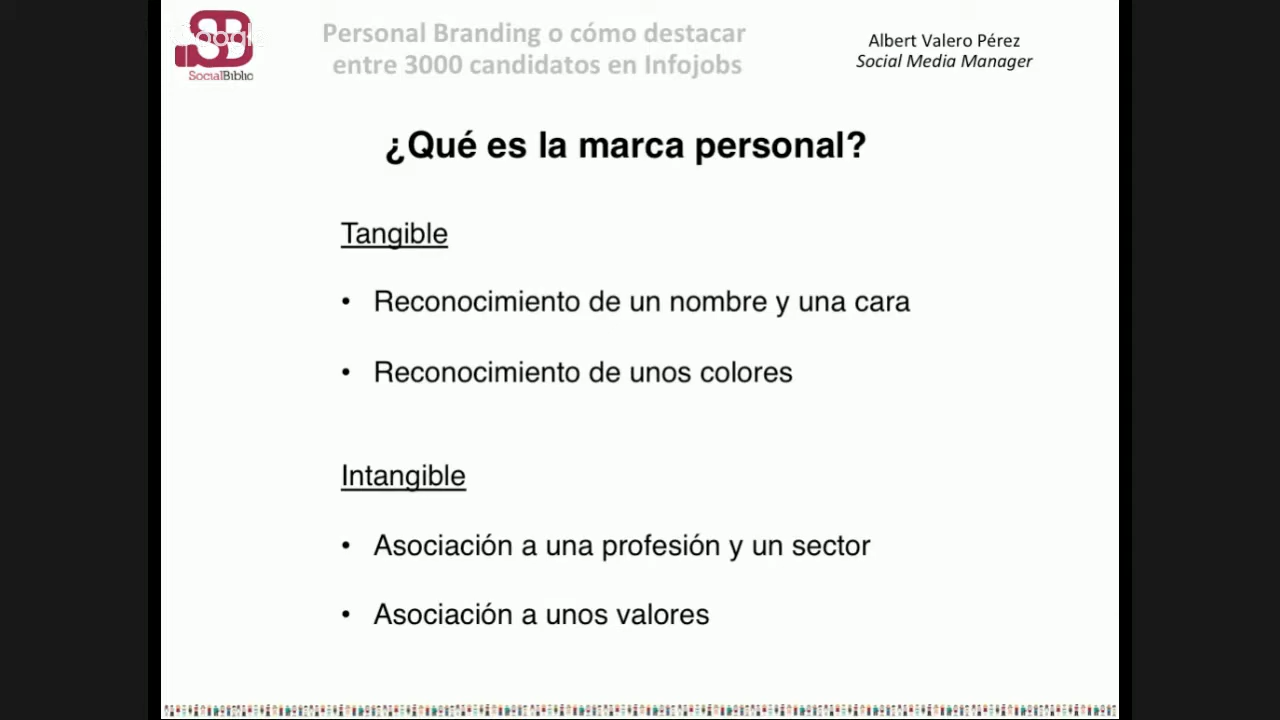 Google
SocialBiblio
Personal Branding o cómo destacar
entre 3000 candidatos en Infojobs
Albert Valero Pérez
Social Media Manager
¿Qué es la marca personal?
Tangible
• Reconocimiento de un nombre y una cara
• Reconocimiento de unos colores
Intangible
• Asociación a una profesión y un sector
• Asociación a unos valores